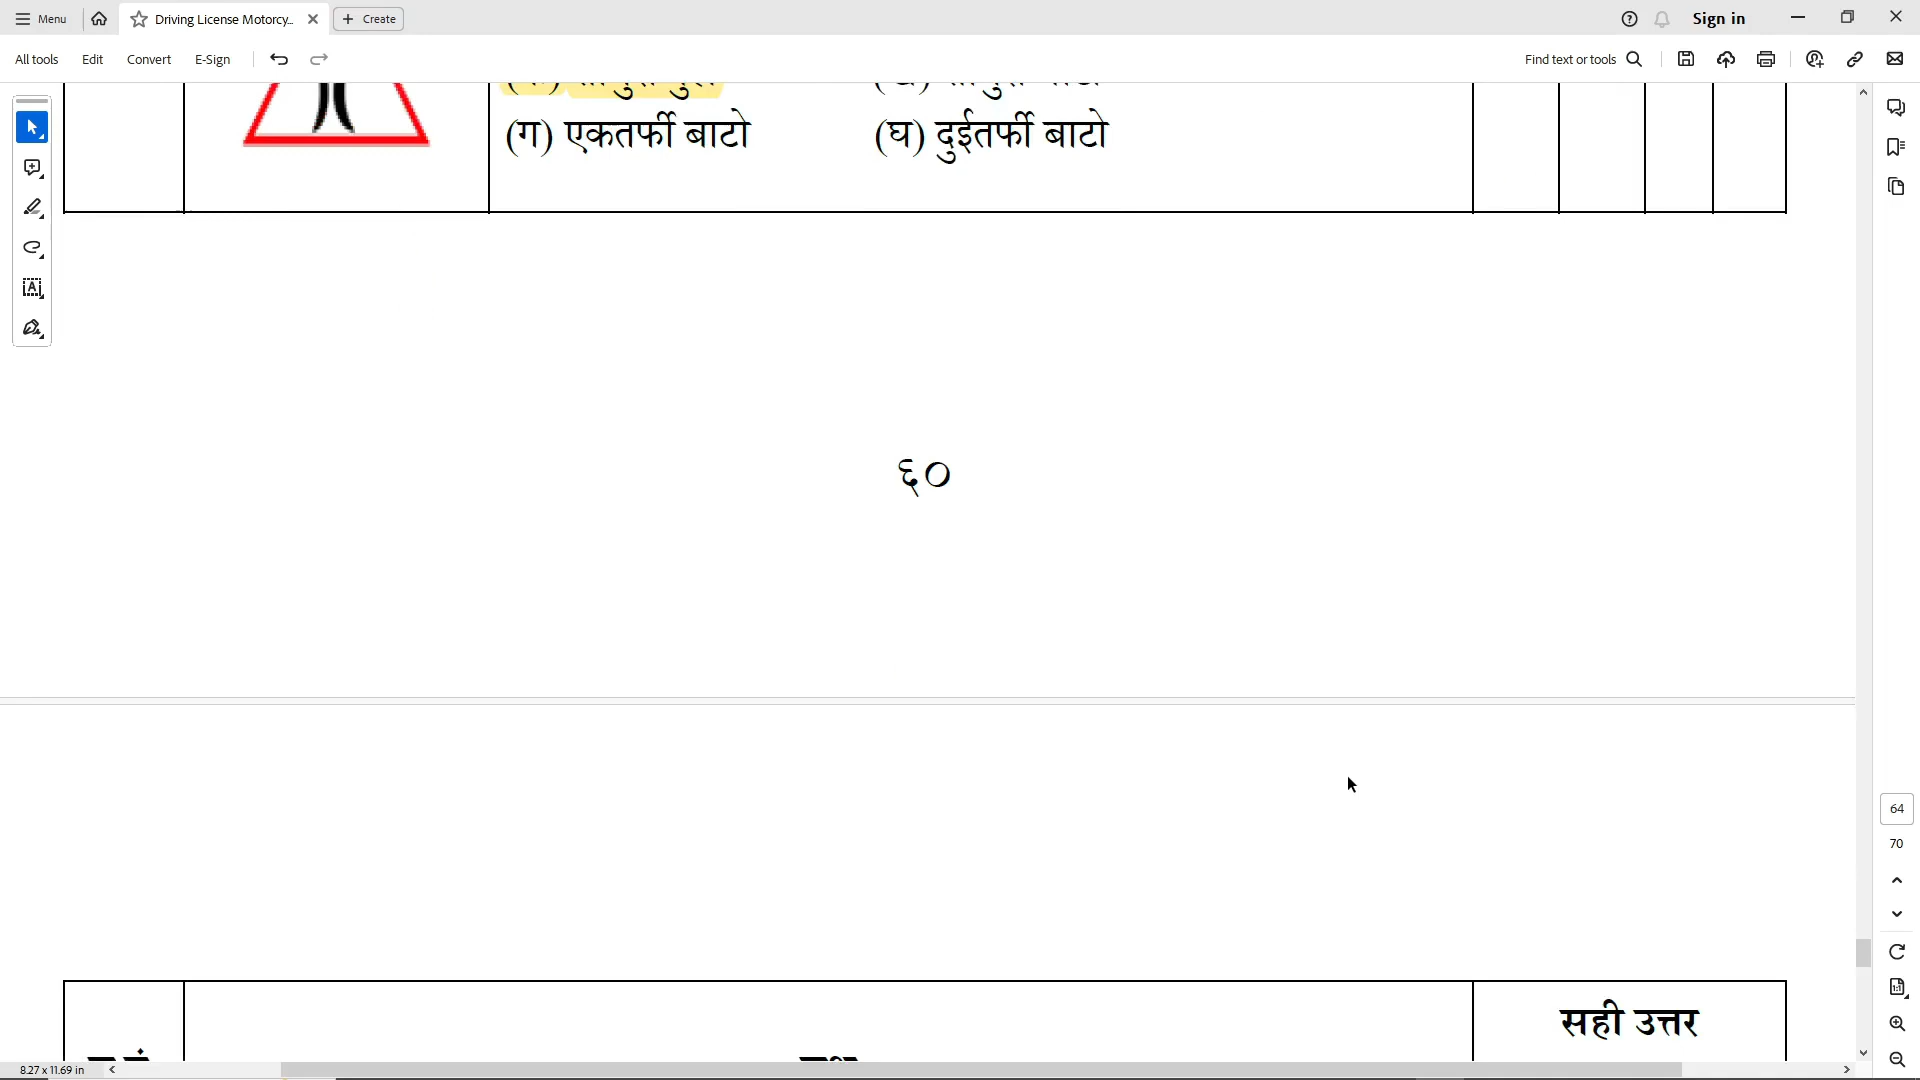 Menu
Driving License Motorcy...
Create
Sign in
All tools
Edit
Convert
E-Sign
Find text or tools
(ग) एकतर्फी बाटो
(घ) दुईतर्फी बाटो
६०
64
70
सही उत्तर
8.27 x 11.69 in